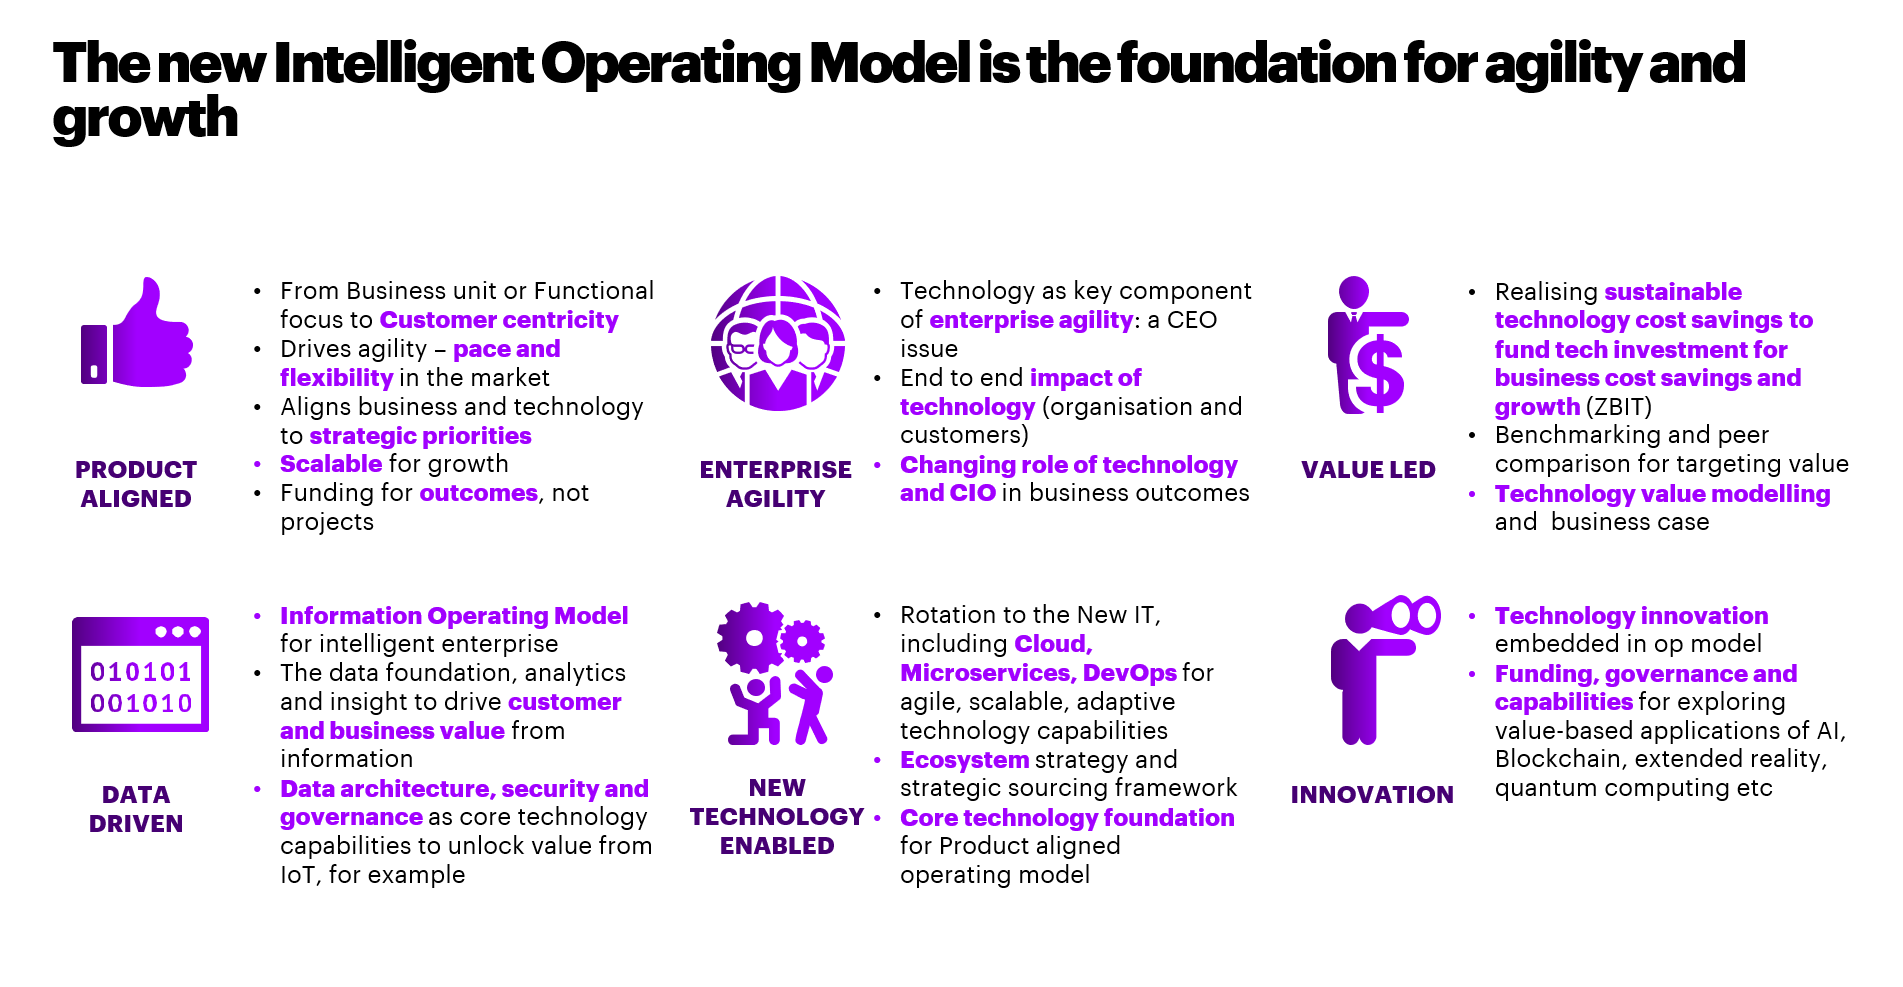 The new Intelligent Operating Model is the foundation for agility and
growth
PRODUCT
ALIGNED
• From Business unit or Functional
focus to Customer centricity
• Drives agility – pace and
flexibility in the market
• Aligns business and technology
to strategic priorities
• Scalable for growth
• Funding for outcomes, not
projects
ENTERPRISE
AGILITY
• Technology as key component
of enterprise agility: a CEO
issue
• End to end impact of
technology (organisation and
customers)
• Changing role of technology
and CIO in business outcomes
VALUE LED
• Realising sustainable
technology cost savings to
fund tech investment for
business cost savings and
growth (ZBIT)
• Benchmarking and peer
comparison for targeting value
• Technology value modelling
and  business case
010101
001010
DATA
DRIVEN
• Information Operating Model
for intelligent enterprise
• The data foundation, analytics
and insight to drive customer
and business value from
information
• Data architecture, security and
governance as core technology
capabilities to unlock value from
IoT, for example
NEW
TECHNOLOGY
ENABLED
• Rotation to the New IT,
including Cloud,
Microservices, DevOps for
agile, scalable, adaptive
technology capabilities
• Ecosystem strategy and
strategic sourcing framework
• Core technology foundation
for Product aligned
operating model
INNOVATION
• Technology innovation
embedded in op model
• Funding, governance and
capabilities for exploring
value-based applications of AI,
Blockchain, extended reality,
quantum computing etc